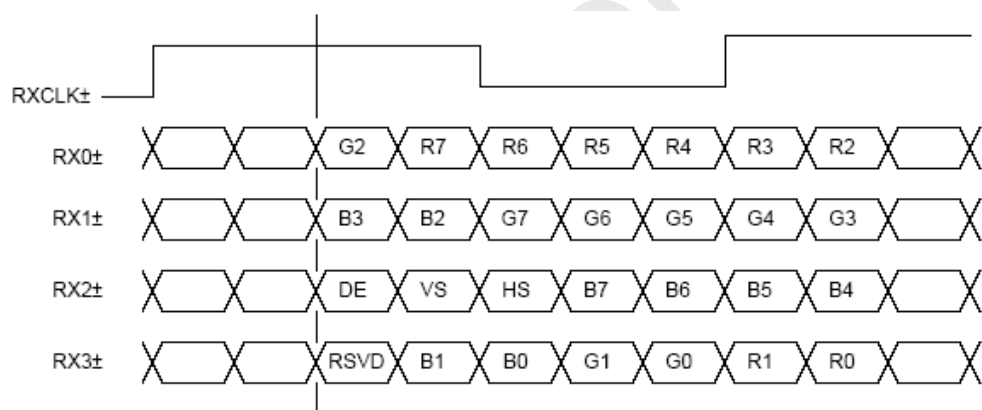 RXCLK±
RX0± G2 R7 R6 R5 R4 R3 R2
RX1± B3 B2 G7 G6 G5 G4 G3
RX2± DE VS HS B7 B6 B5 B4
RX3± RSVD B1 B0 G1 G0 R1 R0